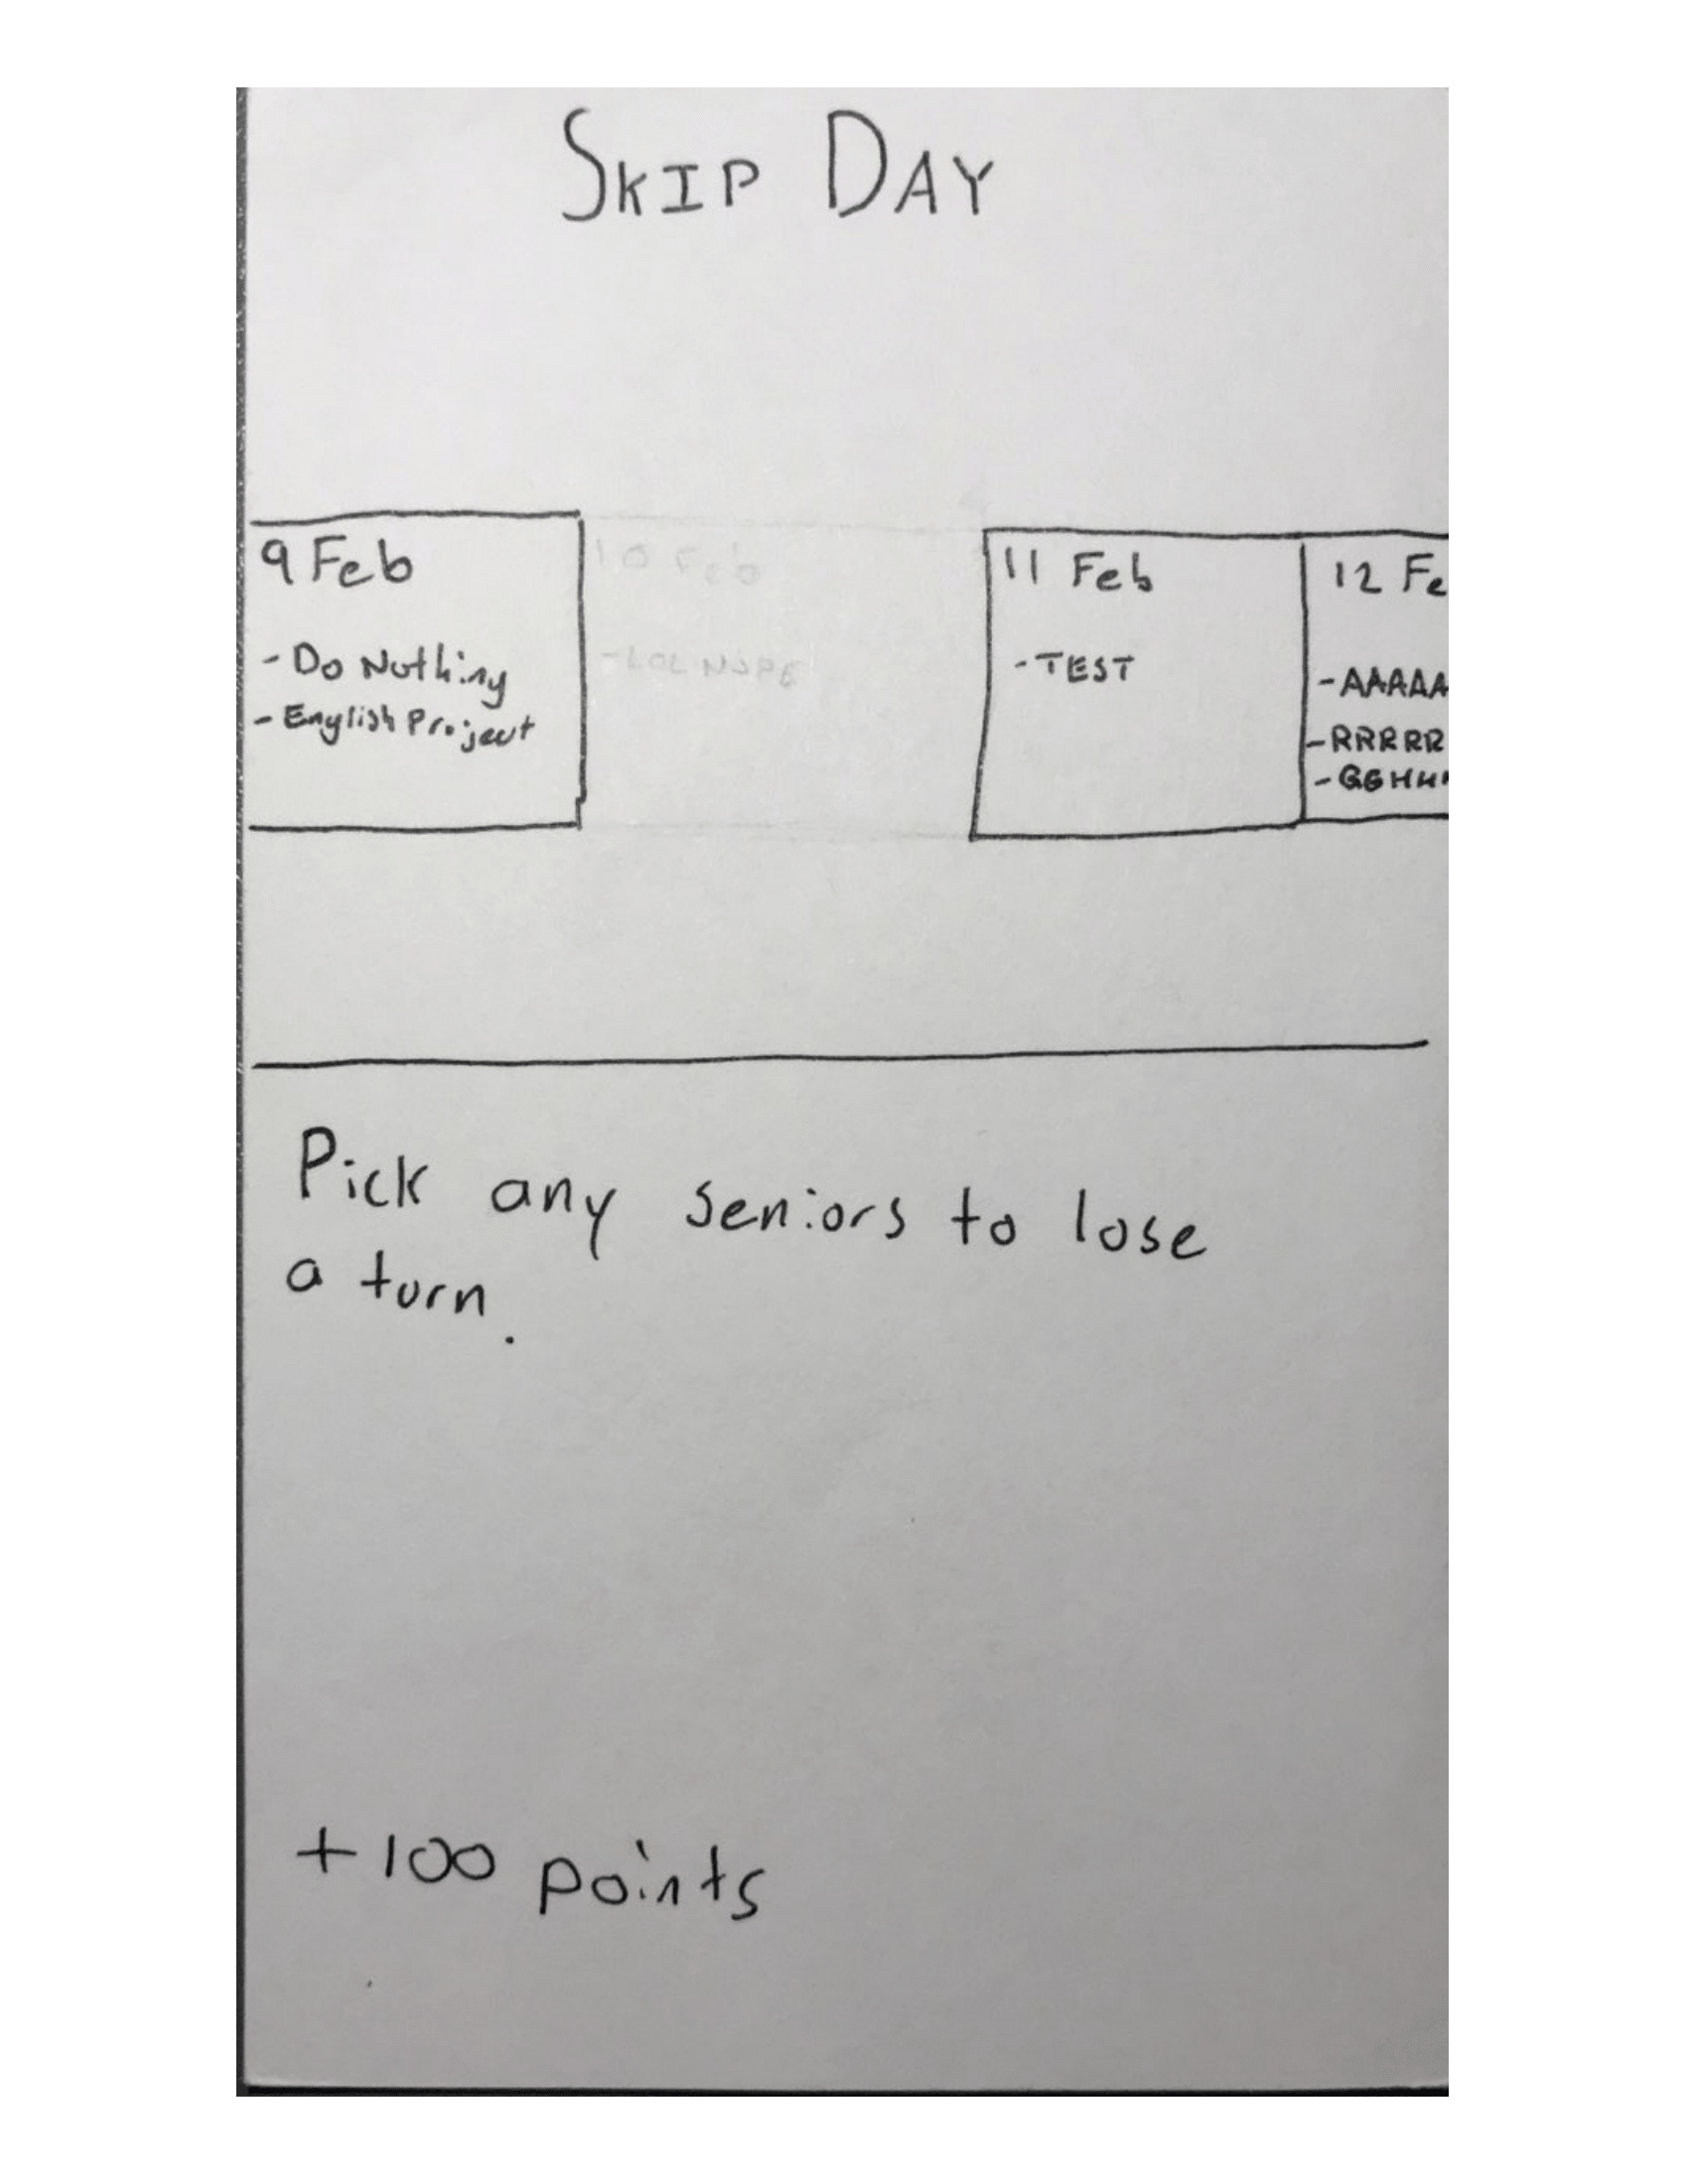 SKIP DAY
9 Feb
- Do Nothing
- English Project
10 Feb
- LOL NOPE
11 Feb
- TEST
12 Fe
- AAAAA
- RRRRR
- GGHH
Pick any seniors to lose
a turn.
+100 points